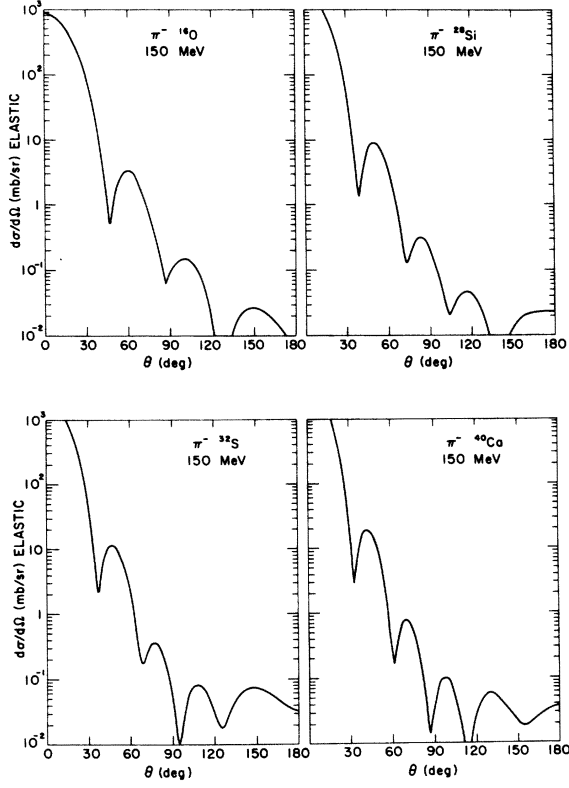 10³
10²
10
1
10⁻¹
10⁻²
dσ/dΩ (mb/sr) ELASTIC
π⁻ ¹⁶O
150 MeV
0 30 60 90 120 150 180
θ (deg)
π⁻ ²⁸Si
150 MeV
30 60 90 120 150 180
θ (deg)
10³
10²
10
1
10⁻¹
10⁻²
dσ/dΩ (mb/sr) ELASTIC
π⁻ ³²S
150 MeV
0 30 60 90 120 150 180
θ (deg)
π⁻ ⁴⁰Ca
150 MeV
30 60 90 120 150 180
θ (deg)